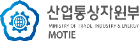 산업통상자원부
MINISTRY OF TRADE, INDUSTRY & ENERGY
MOTIE